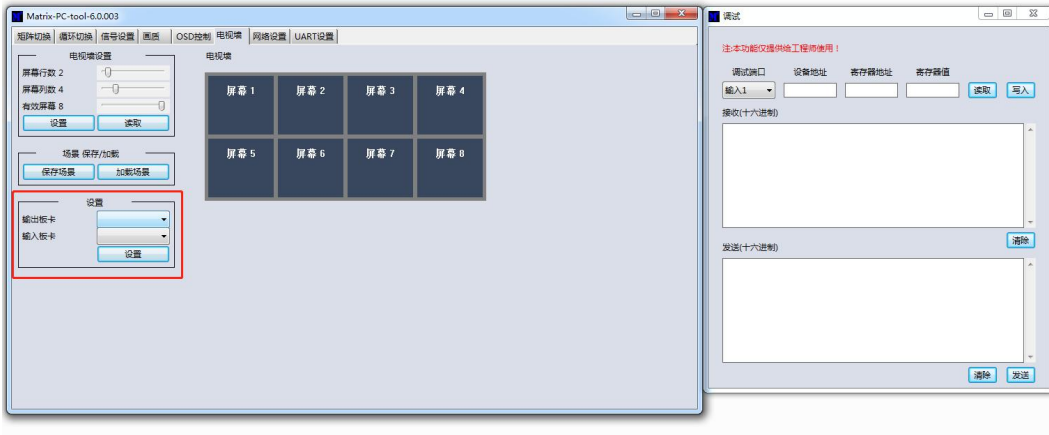 Matrix-PC-tool-6.0.003
矩阵切换 循环切换 信号设置 画质 OSD控制 电视墙 网络设置 UART设置
电视墙设置
屏幕行数 2
屏幕列数 4
有效屏幕 8
设置 读取
场景 保存/加载
保存场景 加载场景
设置
输出板卡
输入板卡
设置
电视墙
屏幕 1 屏幕 2 屏幕 3 屏幕 4
屏幕 5 屏幕 6 屏幕 7 屏幕 8
调试
注:本功能仅提供给工程师使用！
调试端口 设备地址 寄存器地址 寄存器值
输入1 读取 写入
接收(十六进制)
清除
发送(十六进制)
清除 发送